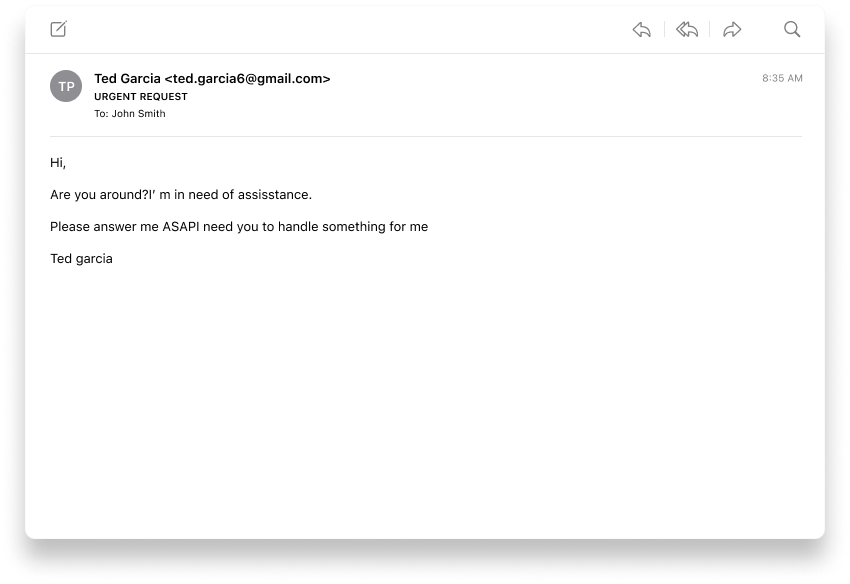 TP
Ted Garcia <ted.garcia6@gmail.com>
8:35 AM
URGENT REQUEST
To: John Smith
Hi,
Are you around?I’ m in need of assisstance.
Please answer me ASAPI need you to handle something for me
Ted garcia